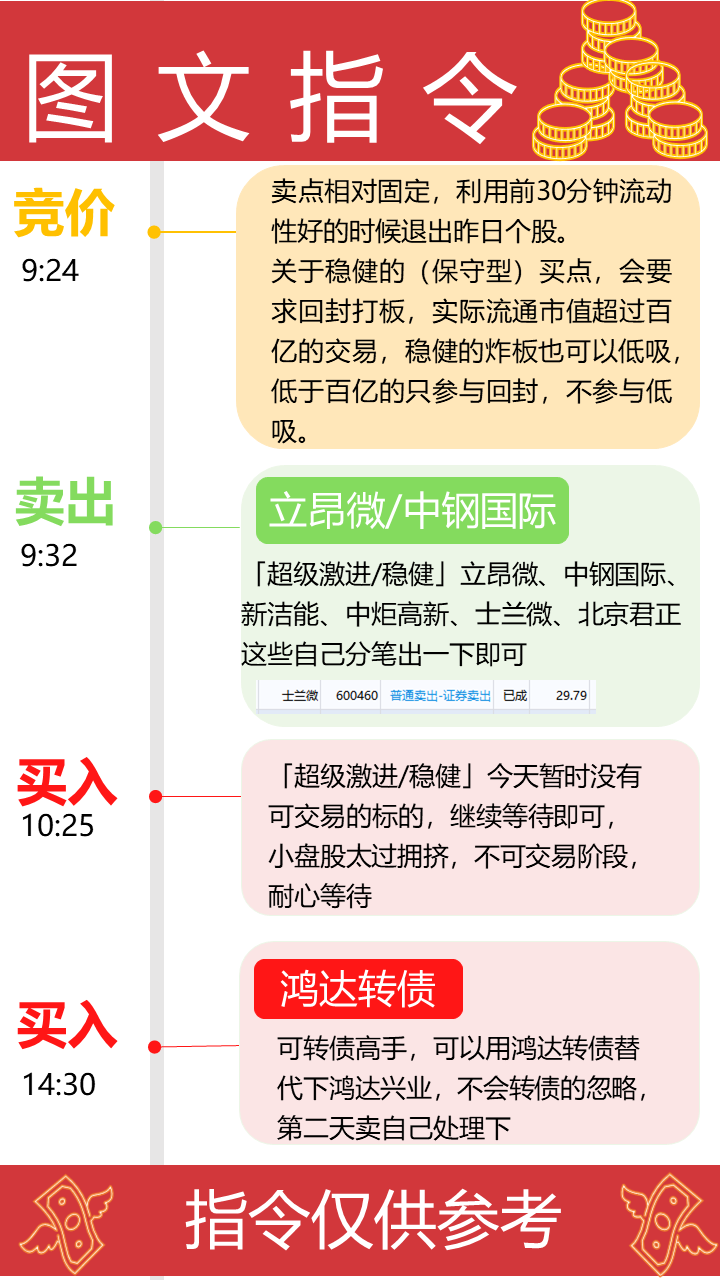 图文指令
竞价
9:24
卖点相对固定，利用前30分钟流动
性好的时候退出昨日个股。
关于稳健的（保守型）买点，会要
求回封打板，实际流通市值超过百
亿的交易，稳健的炸板也可以低吸，
低于百亿的只参与回封，不参与低
吸。
卖出
9:32
立昂微/中钢国际
「超级激进/稳健」立昂微、中钢国际、
新洁能、中炬高新、士兰微、北京君正
这些自己分笔出一下即可
士兰微 600460 普通卖出-证券卖出 已成 29.79
买入
10:25
「超级激进/稳健」今天暂时没有
可交易的标的，继续等待即可，
小盘股太过拥挤，不可交易阶段，
耐心等待
买入
14:30
鸿达转债
可转债高手，可以用鸿达转债替
代下鸿达兴业，不会转债的忽略，
第二天卖自己处理下
指令仅供参考